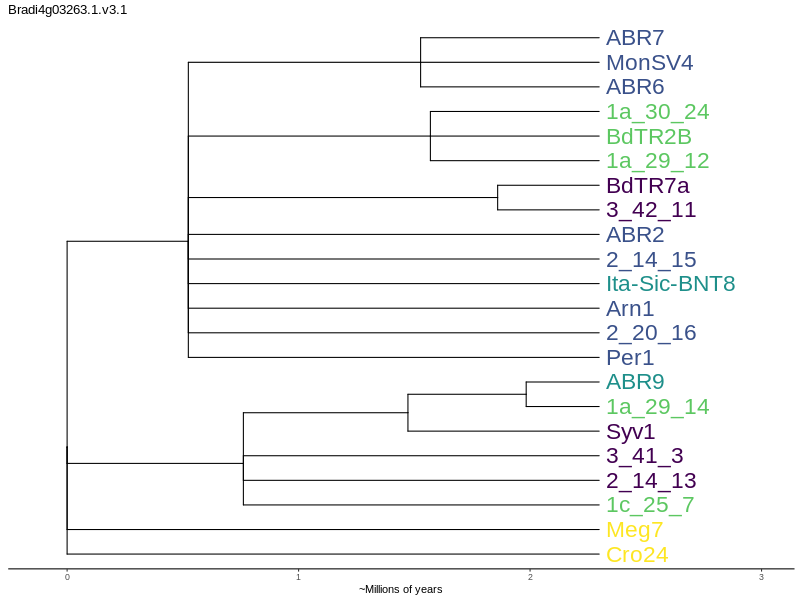 Bradi4g03263.1.v3.1
ABR7
MonSV4
ABR6
1a_30_24
BdTR2B
1a_29_12
BdTR7a
3_42_11
ABR2
2_14_15
Ita-Sic-BNT8
Arn1
2_20_16
Per1
ABR9
1a_29_14
Syv1
3_41_3
2_14_13
1c_25_7
Meg7
Cro24
0 1 2 3
~Millions of years